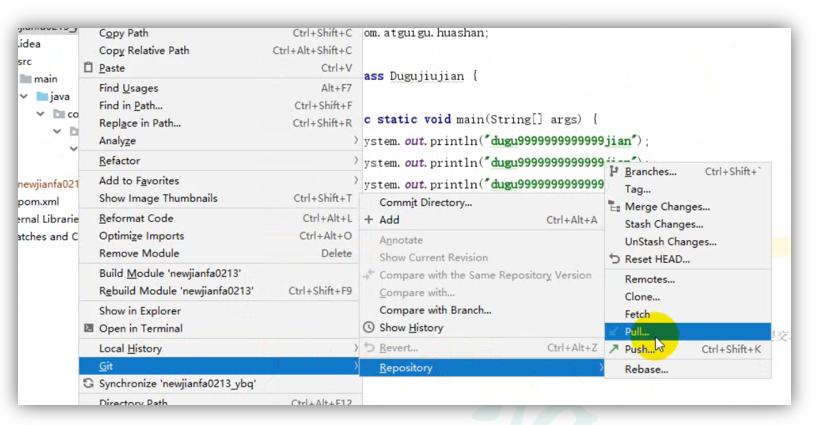 .idea
src
main
java
co
newjianfa021
pom.xml
ernal Librarie
atches and C
Copy Path Ctrl+Shift+C
Copy Relative Path Ctrl+Alt+Shift+C
Paste Ctrl+V
Find Usages Alt+F7
Find in Path... Ctrl+Shift+F
Replace in Path... Ctrl+Shift+R
Analyze
Refactor
Add to Favorites
Show Image Thumbnails Ctrl+Shift+T
Reformat Code Ctrl+Alt+L
Optimize Imports Ctrl+Alt+O
Remove Module Delete
Build Module 'newjianfa0213'
Rebuild Module 'newjianfa0213' Ctrl+Shift+F9
Show in Explorer
Open in Terminal
Local History
Git
Synchronize 'newjianfa0213_ybq'
Directory Path Ctrl+Alt+F12
om.atguigu.huashan;
ass Dugujiujian {
c static void main(String[] args) {
ystem.out.println("dugu9999999999999jian");
ystem.out.println("dugu9999999999999jian");
ystem.out.println("dugu9999999999999
Commit Directory...
Add Ctrl+Alt+A
Annotate
Show Current Revision
Compare with the Same Repository Version
Compare with...
Compare with Branch...
Show History
Revert... Ctrl+Alt+Z
Repository
Branches... Ctrl+Shift+`
Tag...
Merge Changes...
Stash Changes...
UnStash Changes...
Reset HEAD...
Remotes...
Clone...
Fetch
Pull...
Push... Ctrl+Shift+K
Rebase...